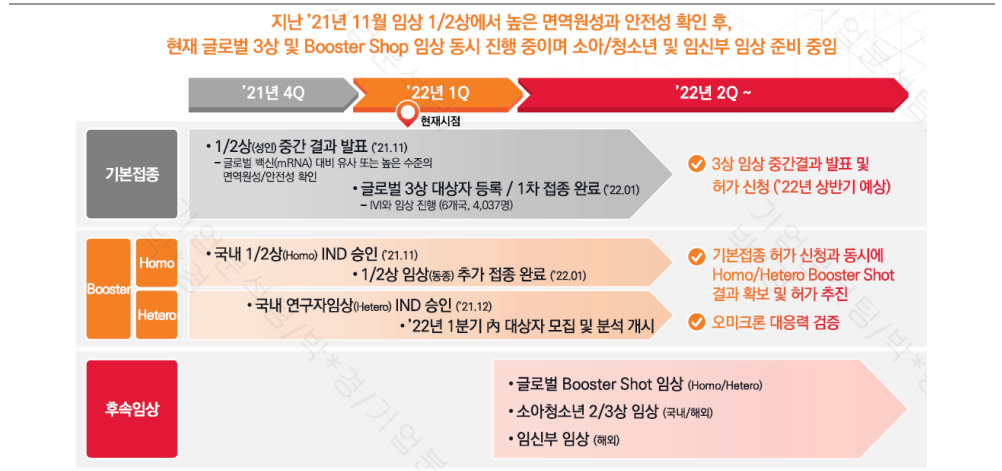 지난 '21년 11월 임상 1/2상에서 높은 면역원성과 안전성 확인 후,
현재 글로벌 3상 및 Booster Shop 임상 동시 진행 중이며 소아/청소년 및 임신부 임상 준비 중임
'21년 4Q
'22년 1Q
'22년 2Q ~
현재시점
기본접종
• 1/2상(성인) 중간 결과 발표 ('21.11)
– 글로벌 백신(mRNA) 대비 유사 또는 높은 수준의
면역원성/안전성 확인
• 글로벌 3상 대상자 등록 / 1차 접종 완료 ('22.01)
– IVI와 임상 진행 (6개국, 4,037명)
3상 임상 중간결과 발표 및
허가 신청 ('22년 상반기 예상)
Booster
Homo
Hetero
• 국내 1/2상(Homo) IND 승인 ('21.11)
• 1/2상 임상(동종) 추가 접종 완료 ('22.01)
• 국내 연구자임상(Hetero) IND 승인 ('21.12)
• '22년 1분기 內 대상자 모집 및 분석 개시
기본접종 허가 신청과 동시에
Homo/Hetero Booster Shot
결과 확보 및 허가 추진
오미크론 대응력 검증
후속임상
• 글로벌 Booster Shot 임상 (Homo/Hetero)
• 소아청소년 2/3상 임상 (국내/해외)
• 임신부 임상 (해외)